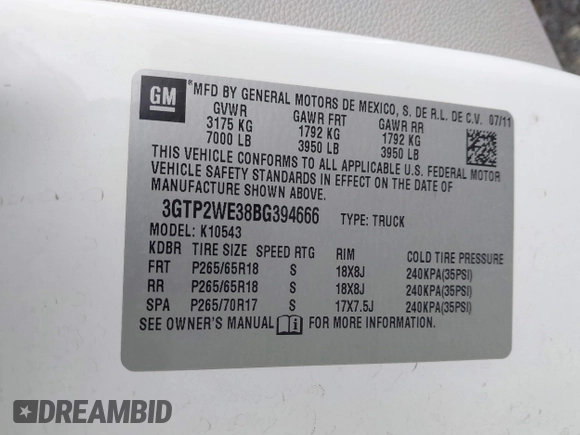 GM
MFD BY GENERAL MOTORS DE MEXICO, S. DE R.L. DE C.V. 07/11
GVWR GAWR FRT GAWR RR
3175 KG 1792 KG 1792 KG
7000 LB 3950 LB 3950 LB
THIS VEHICLE CONFORMS TO ALL APPLICABLE U.S. FEDERAL MOTOR
VEHICLE SAFETY STANDARDS IN EFFECT ON THE DATE OF
MANUFACTURE SHOWN ABOVE.
3GTP2WE38BG394666 TYPE: TRUCK
MODEL: K10543
KDBR TIRE SIZE SPEED RTG RIM COLD TIRE PRESSURE
FRT P265/65R18 S 18X8J 240KPA(35PSI)
RR P265/65R18 S 18X8J 240KPA(35PSI)
SPA P265/70R17 S 17X7.5J 240KPA(35PSI)
SEE OWNER'S MANUAL i FOR MORE INFORMATION.
DREAMBID